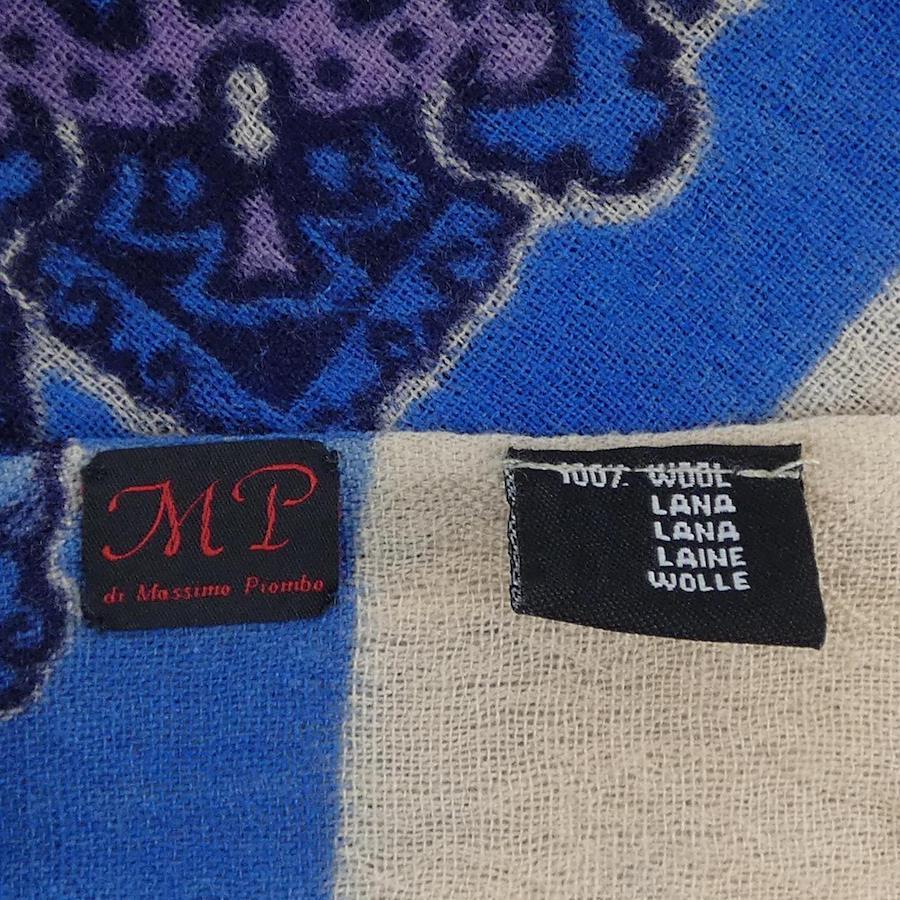 MP
di Massimo Piombo
100% WOOL
LANA
LANA
LAINE
WOLLE